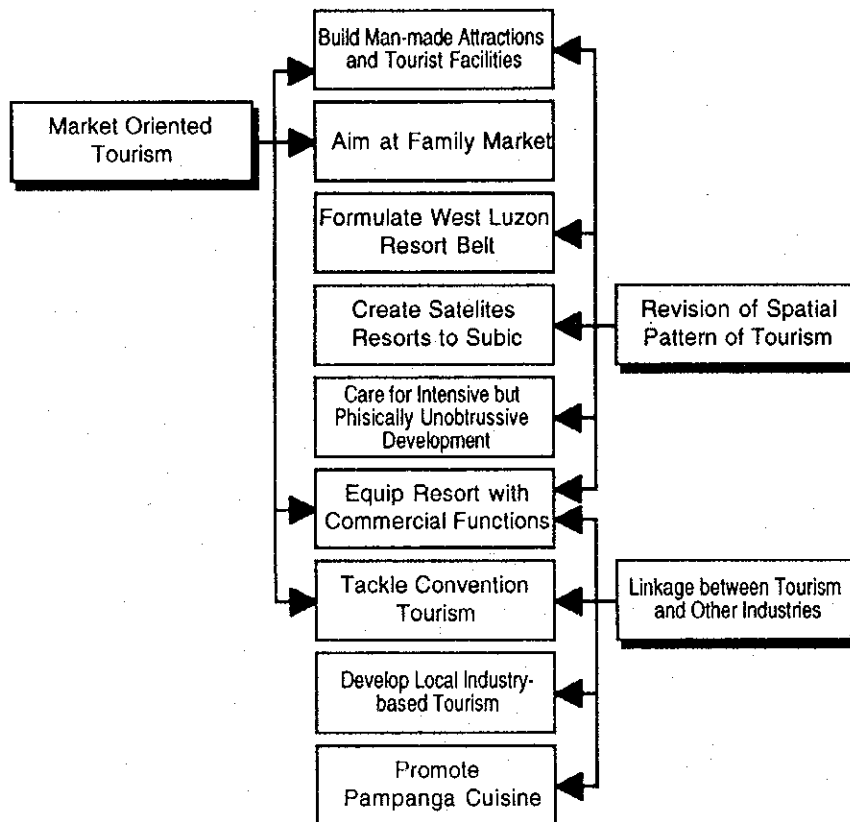 Build Man-made Attractions
and Tourist Facilities
Market Oriented
Tourism
Aim at Family Market
Formulate West Luzon
Resort Belt
Create Satelites
Resorts to Subic
Revision of Spatial
Pattern of Tourism
Care for Intensive but
Phisically Unobtrussive
Development
Equip Resort with
Commercial Functions
Tackle Convention
Tourism
Linkage between Tourism
and Other Industries
Develop Local Industry-
based Tourism
Promote
Pampanga Cuisine